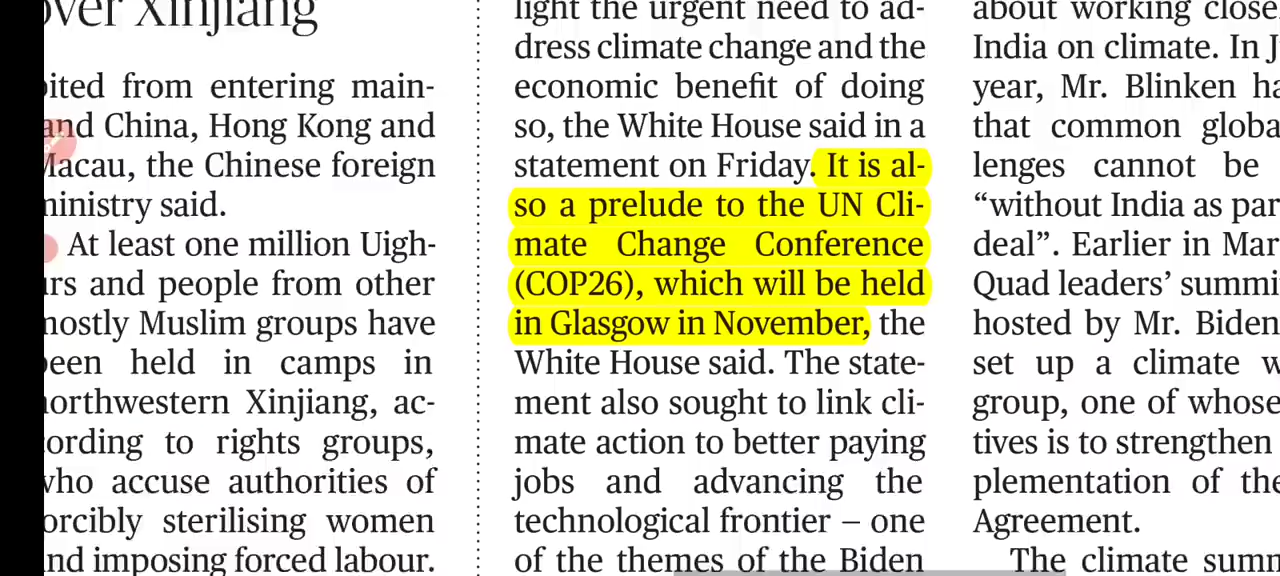 over Xinjiang
bited from entering main-
and China, Hong Kong and
Macau, the Chinese foreign
ministry said.
At least one million Uigh-
urs and people from other
mostly Muslim groups have
been held in camps in
northwestern Xinjiang, ac-
cording to rights groups,
who accuse authorities of
forcibly sterilising women
and imposing forced labour.
light the urgent need to ad-
dress climate change and the
economic benefit of doing
so, the White House said in a
statement on Friday. It is al-
so a prelude to the UN Cli-
mate Change Conference
(COP26), which will be held
in Glasgow in November, the
White House said. The state-
ment also sought to link cli-
mate action to better paying
jobs and advancing the
technological frontier – one
of the themes of the Biden
about working close
India on climate. In J
year, Mr. Blinken ha
that common globa
lenges cannot be
“without India as par
deal”. Earlier in Mar
Quad leaders’ summi
hosted by Mr. Biden
set up a climate w
group, one of whose
tives is to strengthen
plementation of the
Agreement.
The climate sum